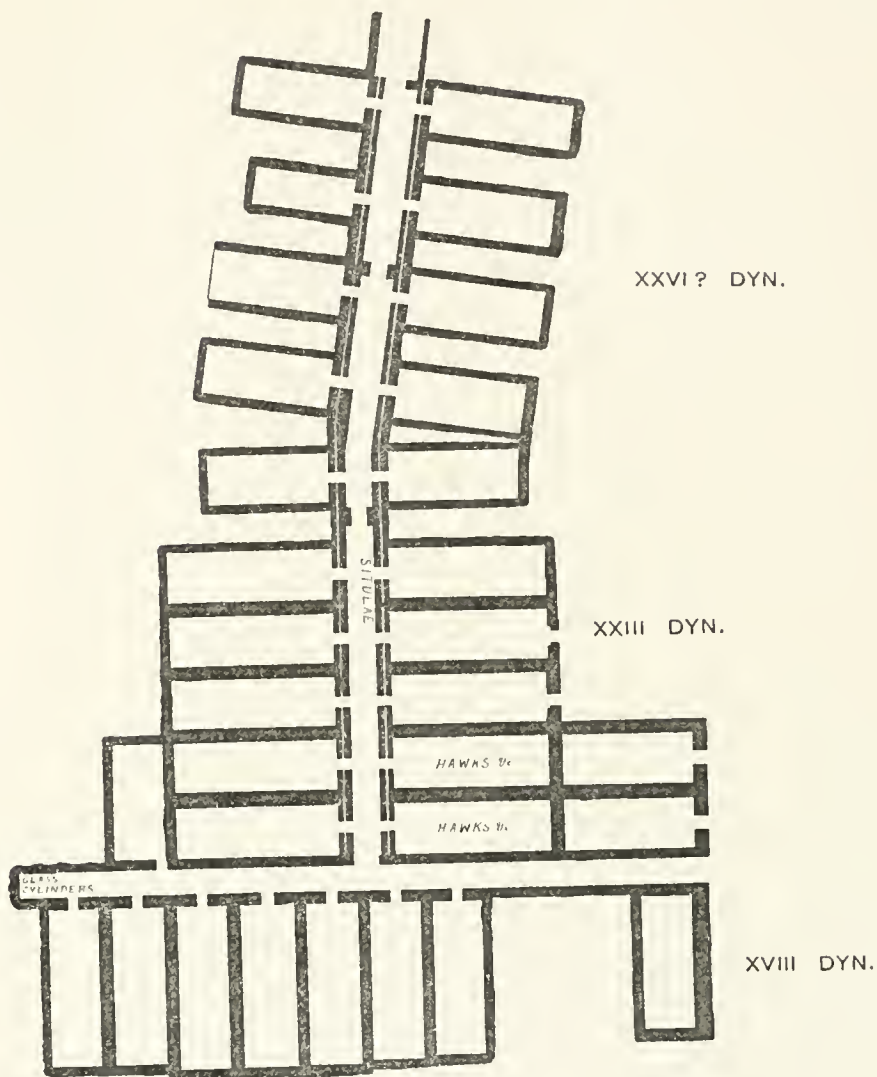 XXVI ? DYN.
SITULAE
XXIII DYN.
HAWKS &c
HAWKS &c
GLASS
CYLINDERS
XVIII DYN.